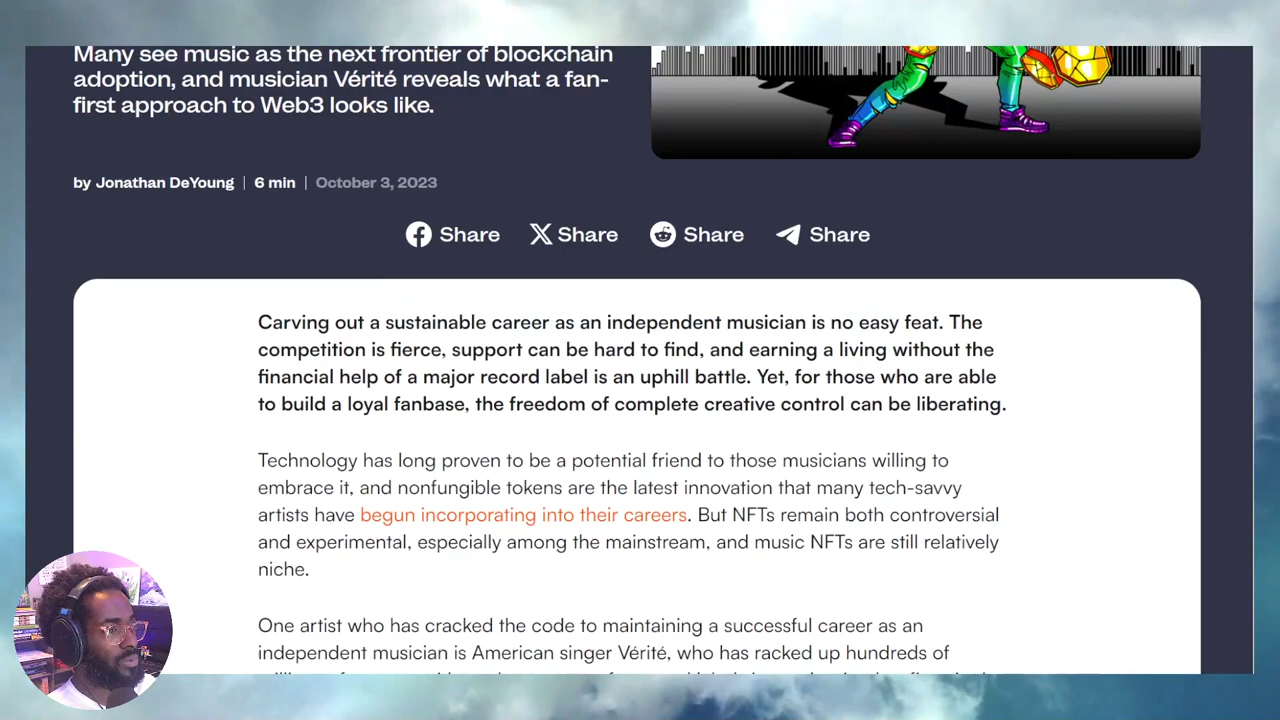 Many see music as the next frontier of blockchain
adoption, and musician Vérité reveals what a fan-
first approach to Web3 looks like.
by Jonathan DeYoung | 6 min | October 3, 2023
Share Share Share Share
Carving out a sustainable career as an independent musician is no easy feat. The
competition is fierce, support can be hard to find, and earning a living without the
financial help of a major record label is an uphill battle. Yet, for those who are able
to build a loyal fanbase, the freedom of complete creative control can be liberating.
Technology has long proven to be a potential friend to those musicians willing to
embrace it, and nonfungible tokens are the latest innovation that many tech-savvy
artists have begun incorporating into their careers. But NFTs remain both controversial
and experimental, especially among the mainstream, and music NFTs are still relatively
niche.
One artist who has cracked the code to maintaining a successful career as an
independent musician is American singer Vérité, who has racked up hundreds of